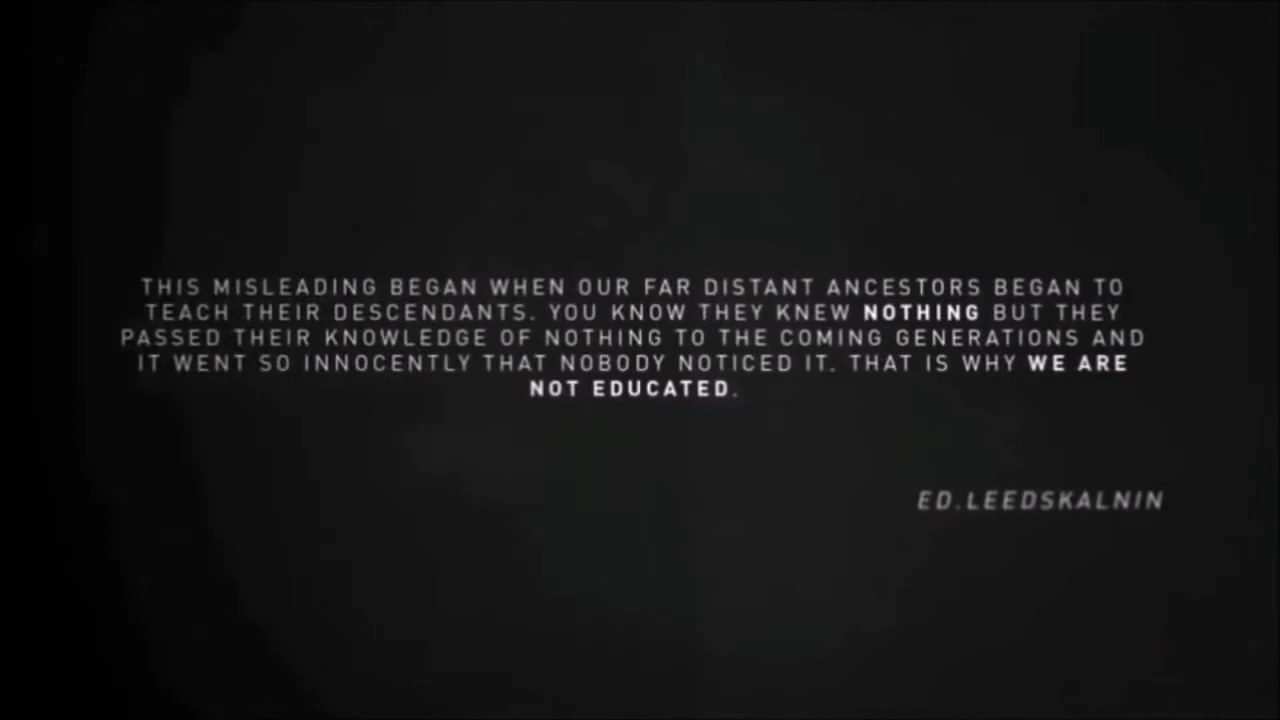 THIS MISLEADING BEGAN WHEN OUR FAR DISTANT ANCESTORS BEGAN TO
TEACH THEIR DESCENDANTS. YOU KNOW THEY KNEW NOTHING BUT THEY
PASSED THEIR KNOWLEDGE OF NOTHING TO THE COMING GENERATIONS AND
IT WENT SO INNOCENTLY THAT NOBODY NOTICED IT. THAT IS WHY WE ARE
NOT EDUCATED.
ED.LEEDSKALNIN